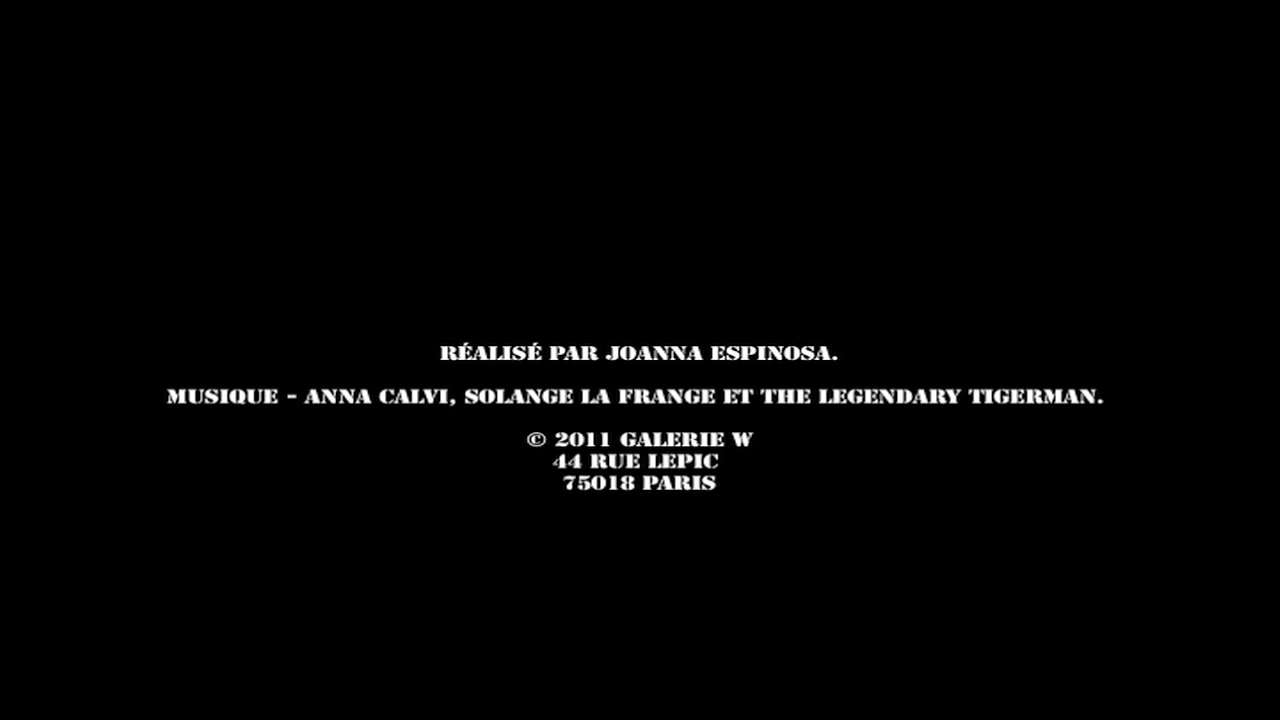 RÉALISÉ PAR JOANNA ESPINOSA.
MUSIQUE - ANNA CALVI, SOLANGE LA FRANGE ET THE LEGENDARY TIGERMAN.
© 2011 GALERIE W
44 RUE LEPIC
75018 PARIS